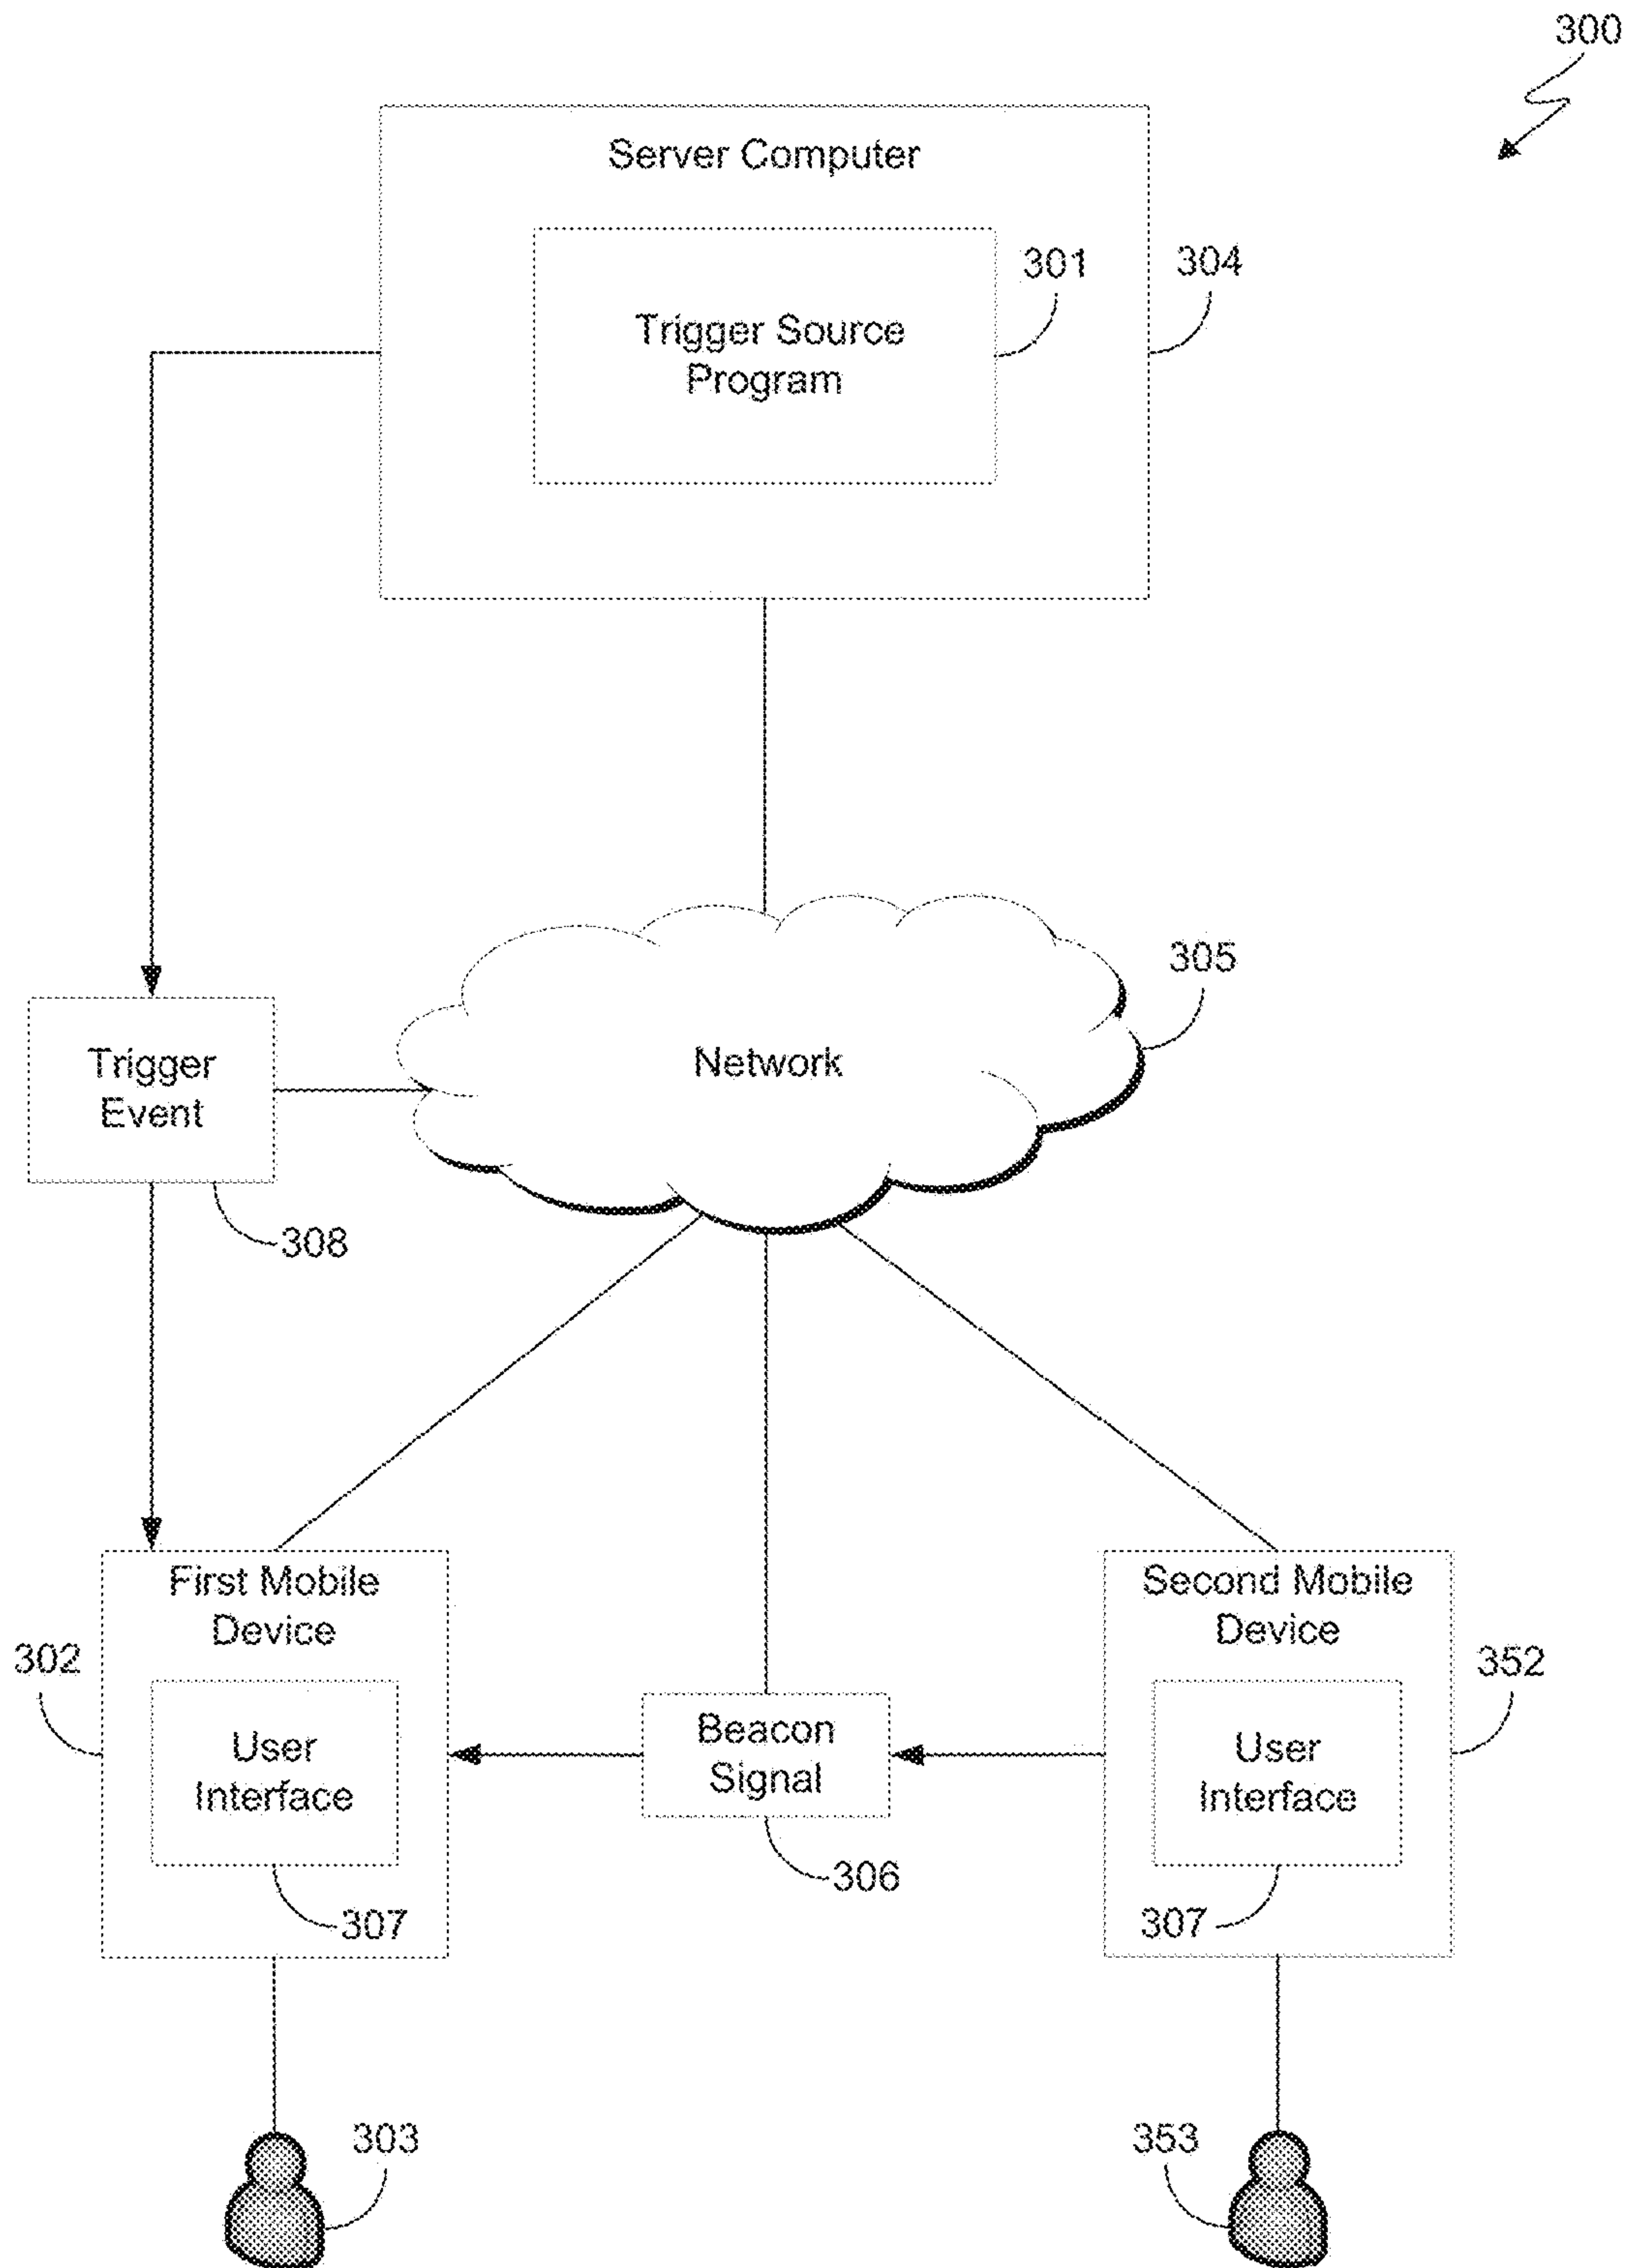 300
Server Computer
301
304
Trigger Source
Program
305
Network
Trigger
Event
308
First Mobile
Device
Second Mobile
Device
302
352
User
Interface
Beacon
Signal
User
Interface
306
307
307
303
353